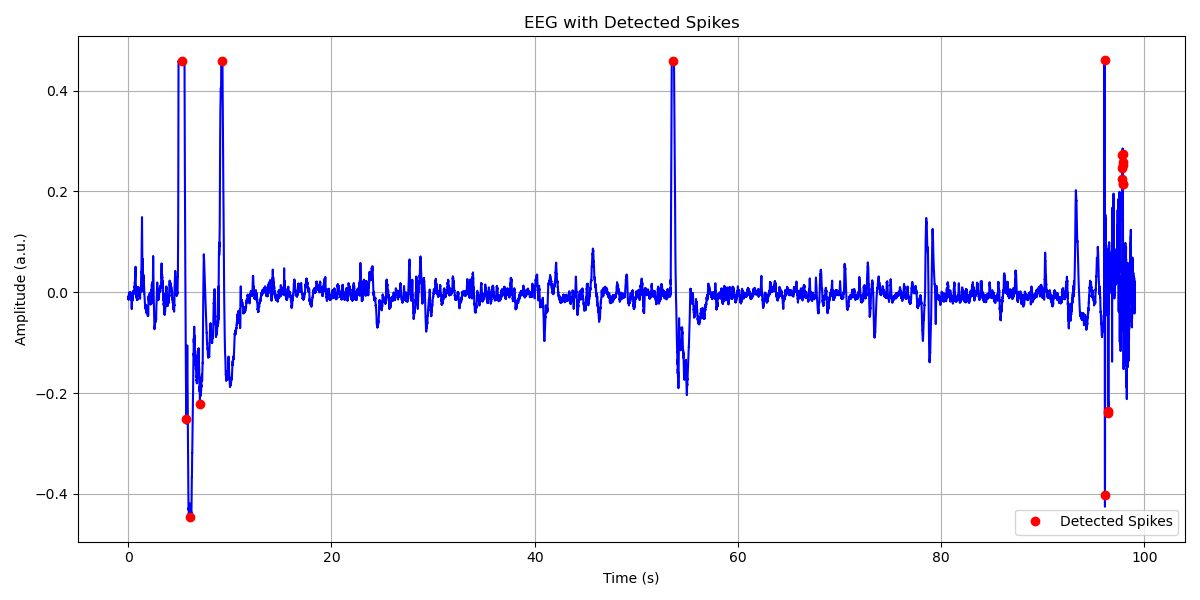 EEG with Detected Spikes
Amplitude (a.u.)
0.4
0.2
0.0
−0.2
−0.4
0 20 40 60 80 100
Time (s)
Detected Spikes